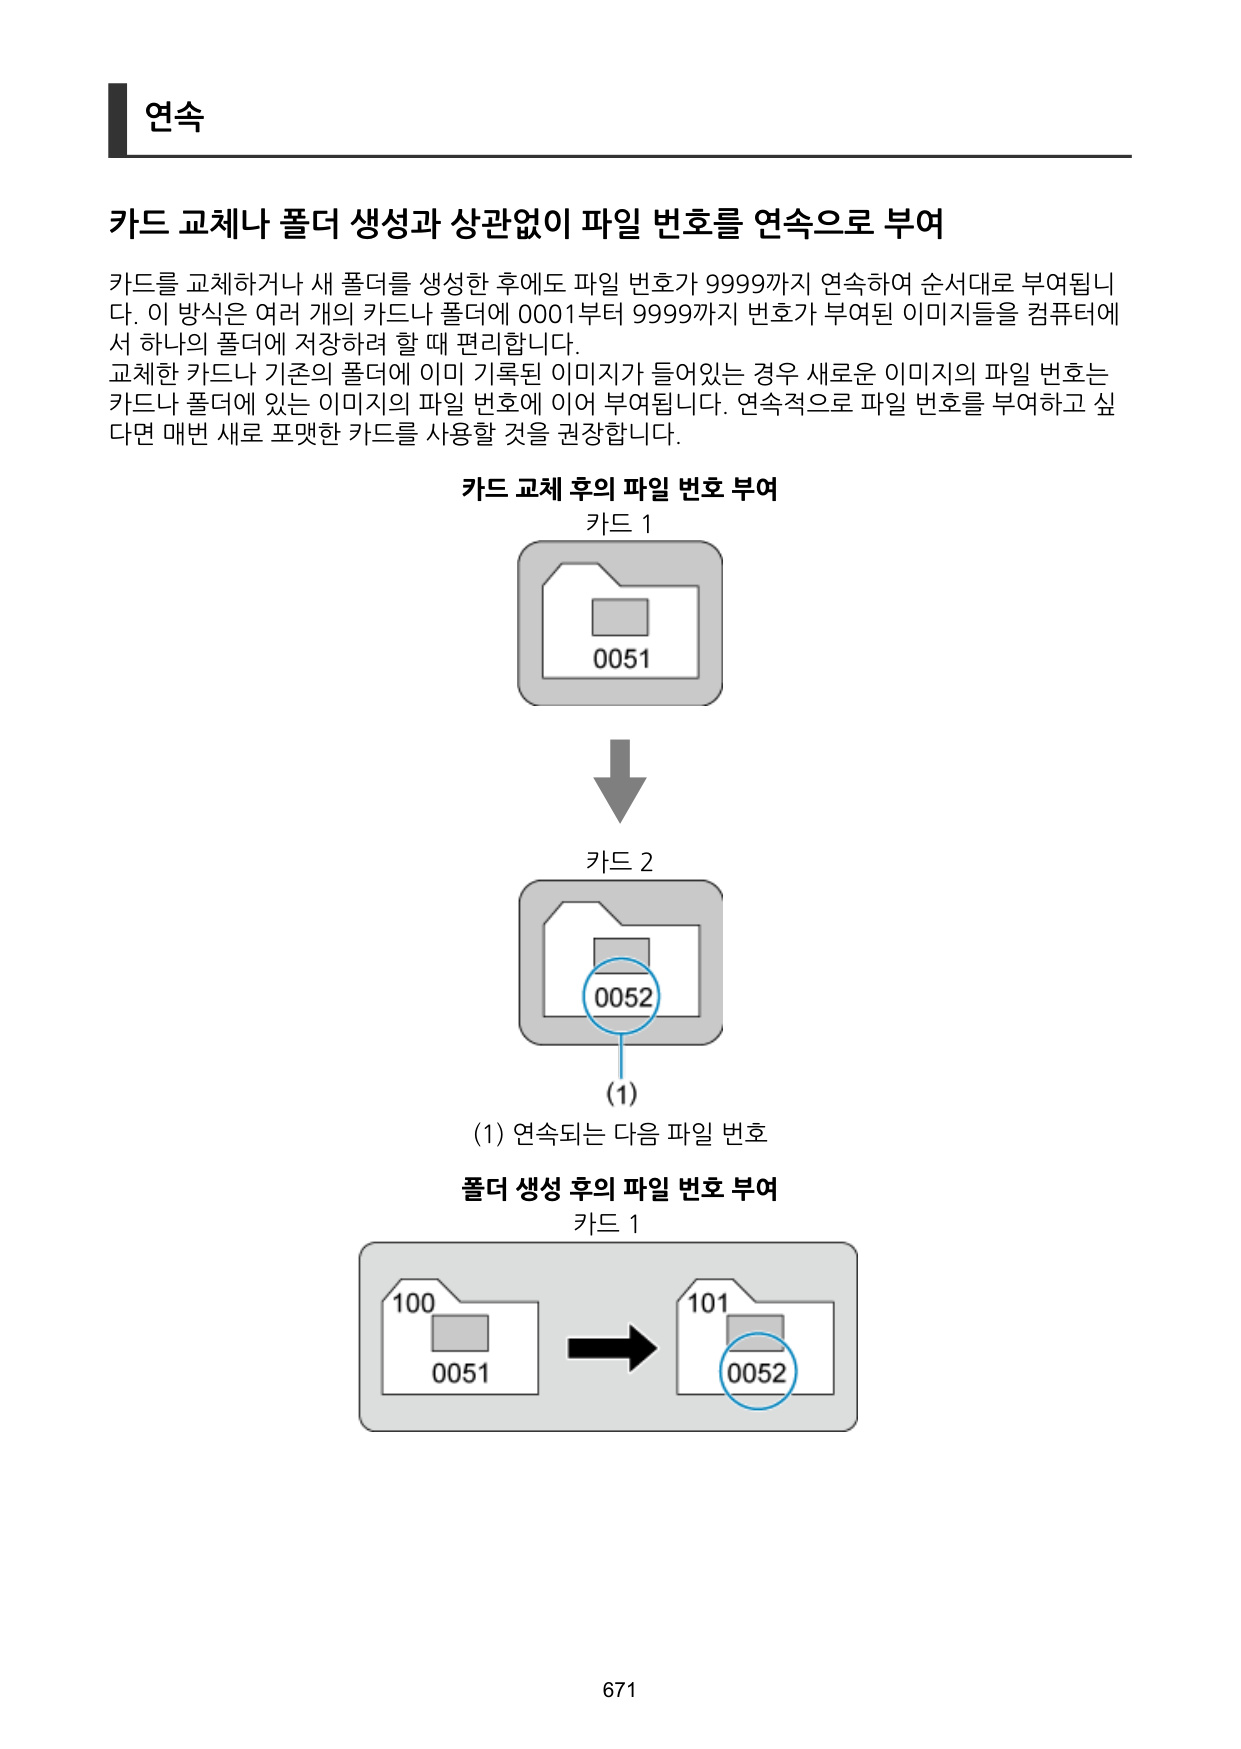 연속
카드 교체나 폴더 생성과 상관없이 파일 번호를 연속으로 부여
카드를 교체하거나 새 폴더를 생성한 후에도 파일 번호가 9999까지 연속하여 순서대로 부여됩니
다. 이 방식은 여러 개의 카드나 폴더에 0001부터 9999까지 번호가 부여된 이미지들을 컴퓨터에
서 하나의 폴더에 저장하려 할 때 편리합니다.
교체한 카드나 기존의 폴더에 이미 기록된 이미지가 들어있는 경우 새로운 이미지의 파일 번호는
카드나 폴더에 있는 이미지의 파일 번호에 이어 부여됩니다. 연속적으로 파일 번호를 부여하고 싶
다면 매번 새로 포맷한 카드를 사용할 것을 권장합니다.
카드 교체 후의 파일 번호 부여
카드 1
0051
카드 2
0052
(1)
(1) 연속되는 다음 파일 번호
폴더 생성 후의 파일 번호 부여
카드 1
100
0051
101
0052
671